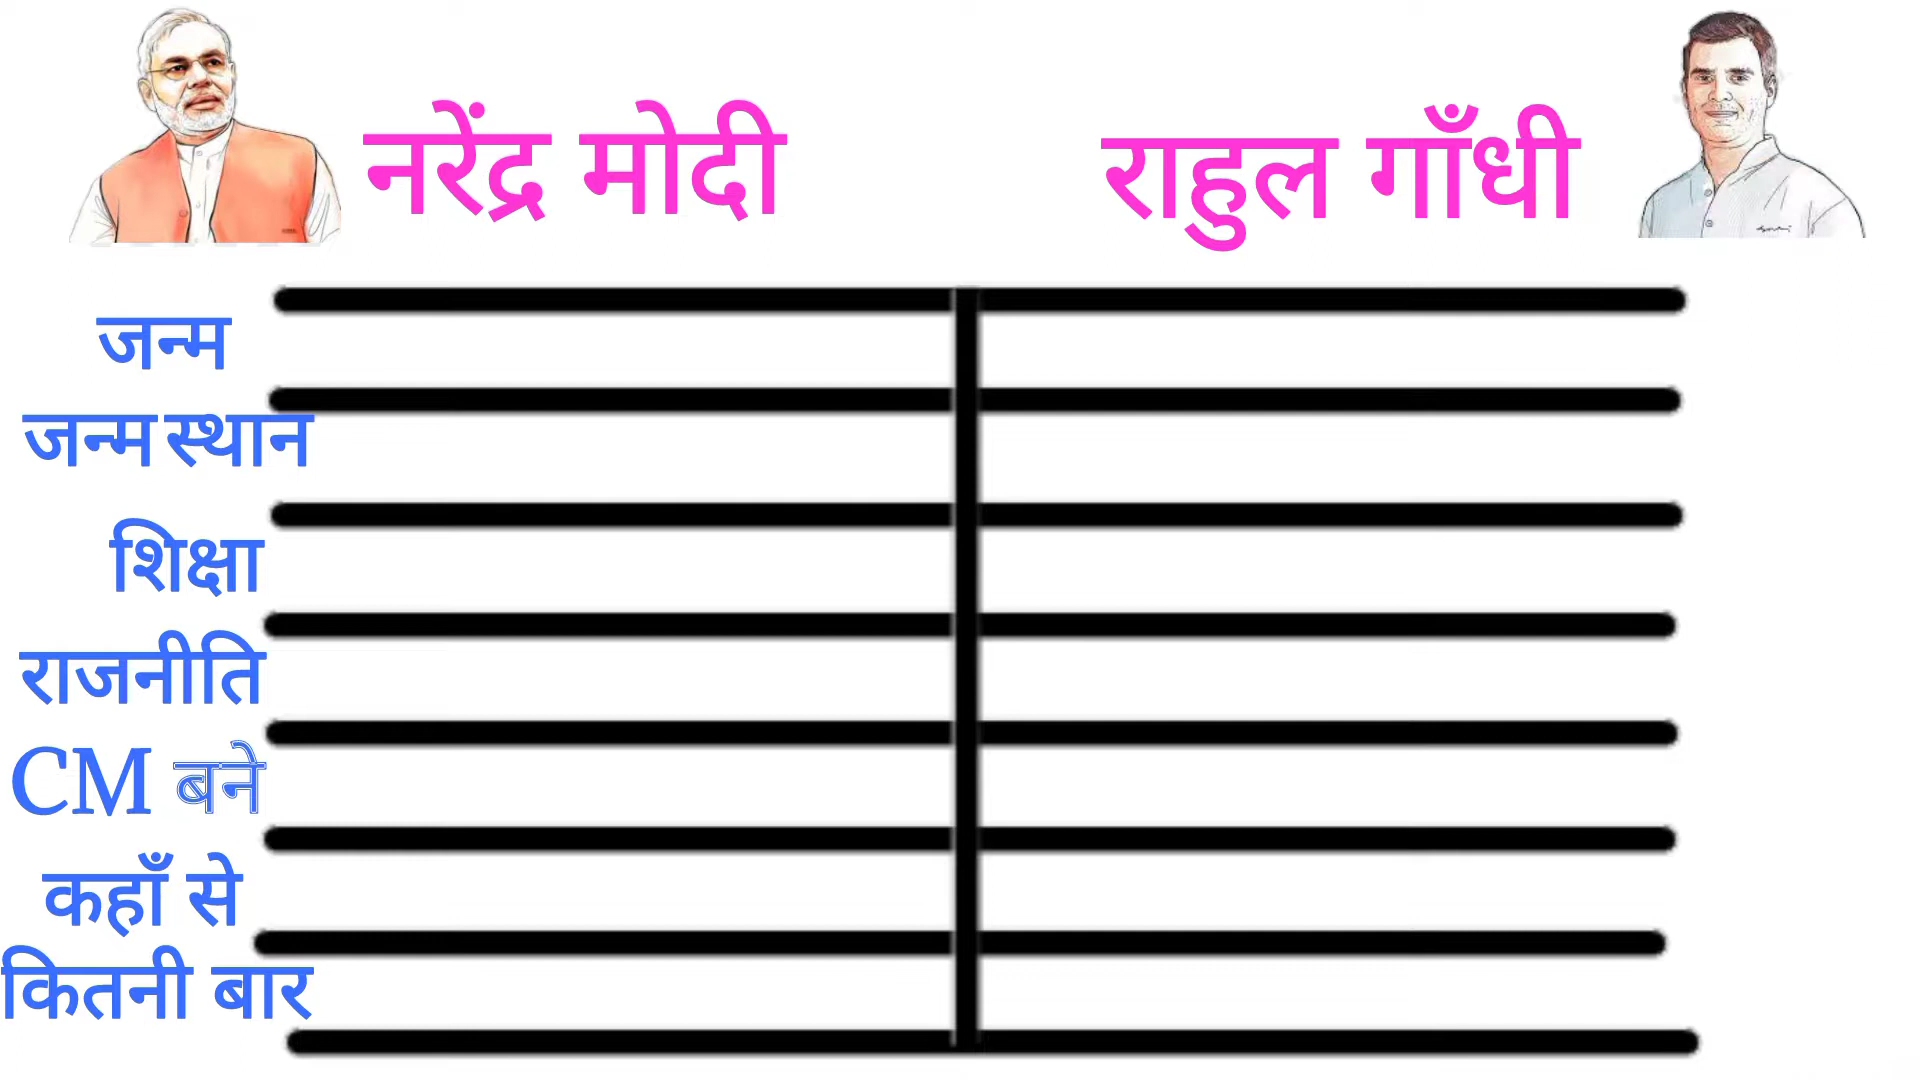 नरेंद्र मोदी
राहुल गाँधी
जन्म
जन्म स्थान
शिक्षा
राजनीति
CM बने
कहाँ से
कितनी बार